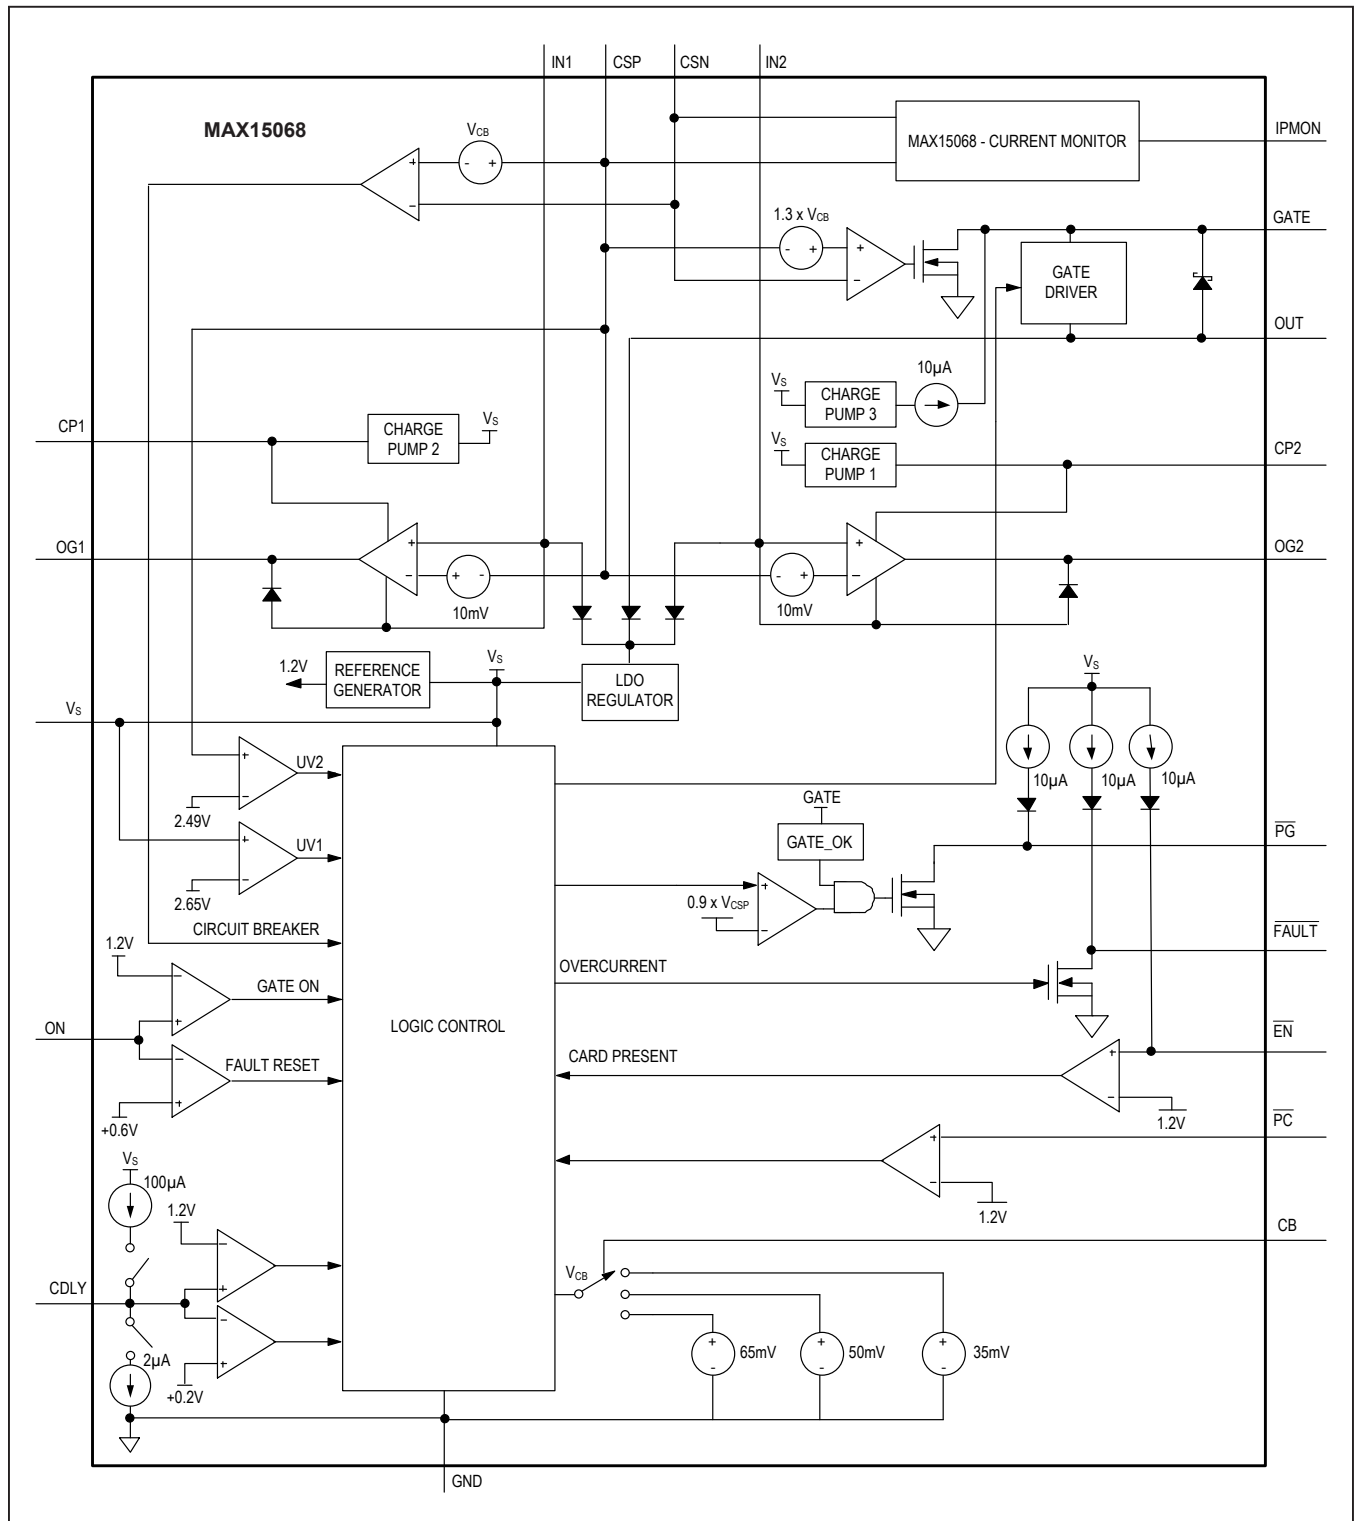 IN1 CSP CSN IN2
MAX15068
VCB
- +
+
-
MAX15068 - CURRENT MONITOR
IPMON
1.3 x VCB
- +
+
-
GATE
GATE
DRIVER
OUT
10µA
VS
CHARGE
PUMP 3
CP1
CHARGE
PUMP 2
VS
VS
CHARGE
PUMP 1
CP2
OG1
+
-
+ -
10mV
- +
10mV
+
-
OG2
1.2V
REFERENCE
GENERATOR
VS
LDO
REGULATOR
VS
VS
10µA
10µA
10µA
+
-
UV2
2.49V
+
-
UV1
2.65V
GATE
GATE_OK
PG
0.9 x VCSP
+
-
CIRCUIT BREAKER
1.2V
-
+
GATE ON
ON
-
+
FAULT RESET
+0.6V
LOGIC CONTROL
OVERCURRENT
FAULT
CARD PRESENT
+
-
EN
1.2V
PC
+
-
1.2V
VS
100µA
1.2V
-
+
CDLY
-
+
2µA
+0.2V
CB
VCB
+
-
65mV
+
-
50mV
+
-
35mV
GND